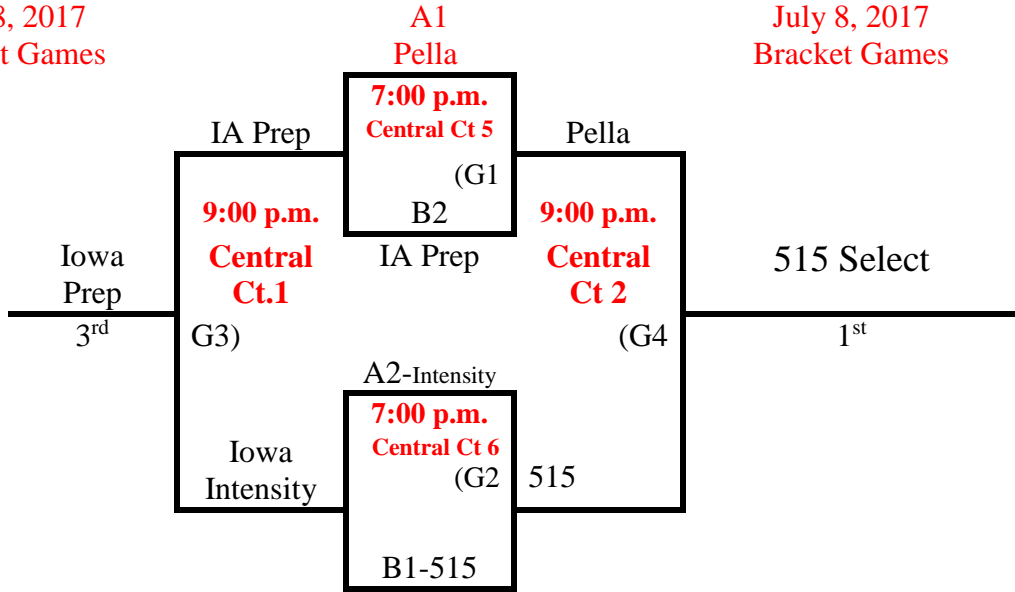 8, 2017
t Games
A1
Pella
July 8, 2017
Bracket Games
7:00 p.m.
Central Ct 5
(G1
B2
IA Prep
IA Prep
Pella
9:00 p.m.
Central
Ct.1
G3)
9:00 p.m.
Central
Ct 2
(G4
Iowa
Prep
3rd
515 Select
1st
A2-Intensity
7:00 p.m.
Central Ct 6
(G2
B1-515
Iowa
Intensity
515